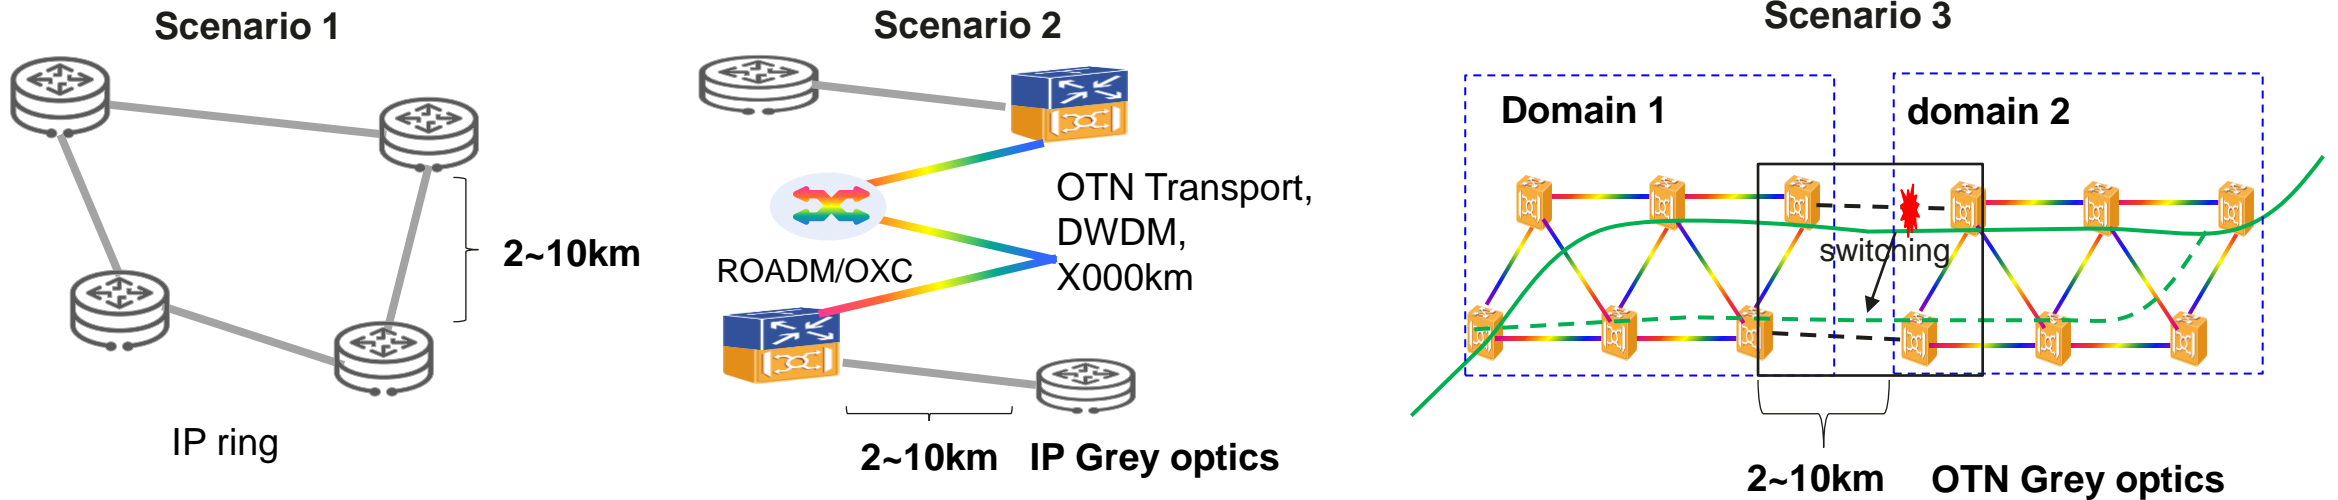 Scenario 1
2~10km
IP ring
Scenario 2
OTN Transport,
DWDM,
X000km
ROADM/OXC
2~10km
IP Grey optics
Scenario 3
Domain 1
domain 2
switching
2~10km
OTN Grey optics